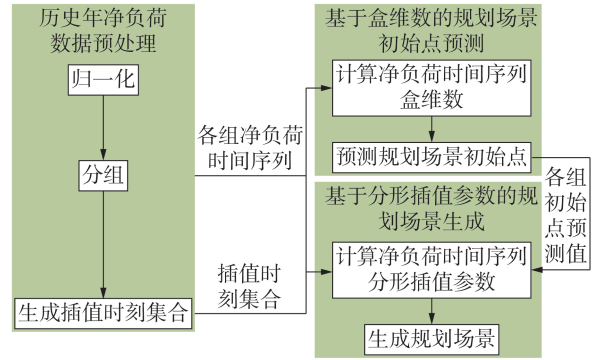 历史年净负荷
数据预处理
归一化
分组
生成插值时刻集合
各组净负荷
时间序列
插值时
刻集合
基于盒维数的规划场景
初始点预测
计算净负荷时间序列
盒维数
预测规划场景初始点
各组
初始
点预
测值
基于分形插值参数的规
划场景生成
计算净负荷时间序列
分形插值参数
生成规划场景